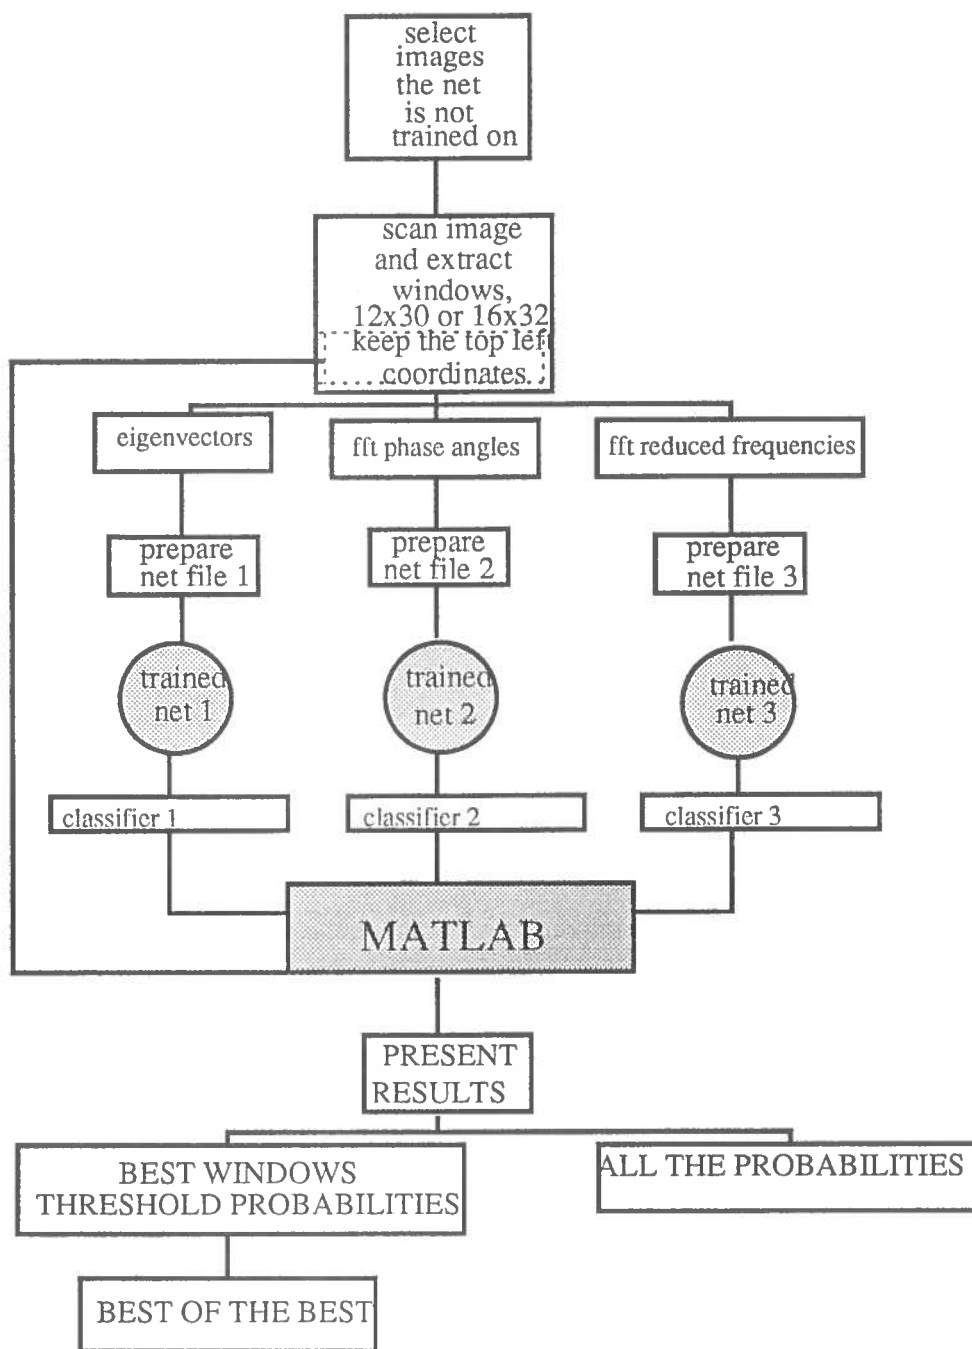 select
images
the net
is not
trained on
scan image
and extract
windows,
12x30 or 16x32
keep the top left
coordinates
eigenvectors
fft phase angles
fft reduced frequencies
prepare
net file 1
prepare
net file 2
prepare
net file 3
trained
net 1
trained
net 2
trained
net 3
classifier 1
classifier 2
classifier 3
MATLAB
PRESENT
RESULTS
BEST WINDOWS
THRESHOLD PROBABILITIES
ALL THE PROBABILITIES
BEST OF THE BEST